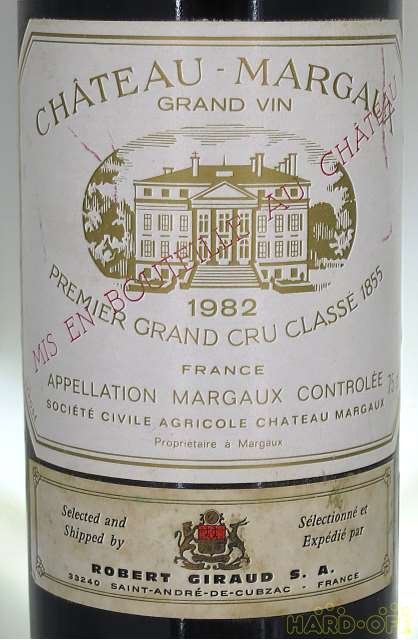 CHÂTEAU-MARGAUX
GRAND VIN
MIS EN BOUTEILLE AU CHÂTEAU
1982
PREMIER GRAND CRU CLASSÉ 1855
FRANCE
APPELLATION MARGAUX CONTROLÉE
SOCIÉTÉ CIVILE AGRICOLE CHATEAU MARGAUX
Propriétaire à Margaux
Selected and
Shipped by
Sélectionné et
Expédié par
ROBERT GIRAUD S. A.
33240 SAINT-ANDRÉ-DE-CUBZAC - FRANCE
HARD·OFF